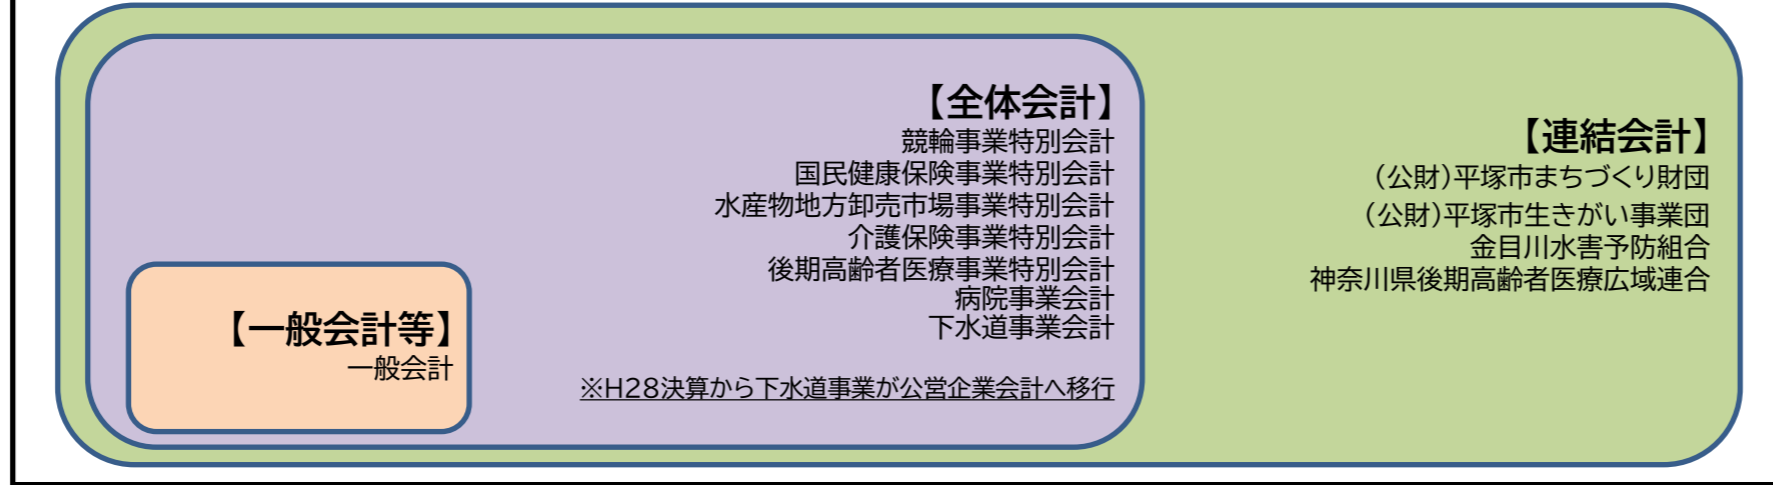 【全体会計】
競輪事業特別会計
国民健康保険事業特別会計
水産物地方卸売市場事業特別会計
介護保険事業特別会計
後期高齢者医療事業特別会計
病院事業会計
下水道事業会計
※H28決算から下水道事業が公営企業会計へ移行
【一般会計等】
一般会計
【連結会計】
（公財）平塚市まちづくり財団
（公財）平塚市生きがい事業団
金目川水害予防組合
神奈川県後期高齢者医療広域連合